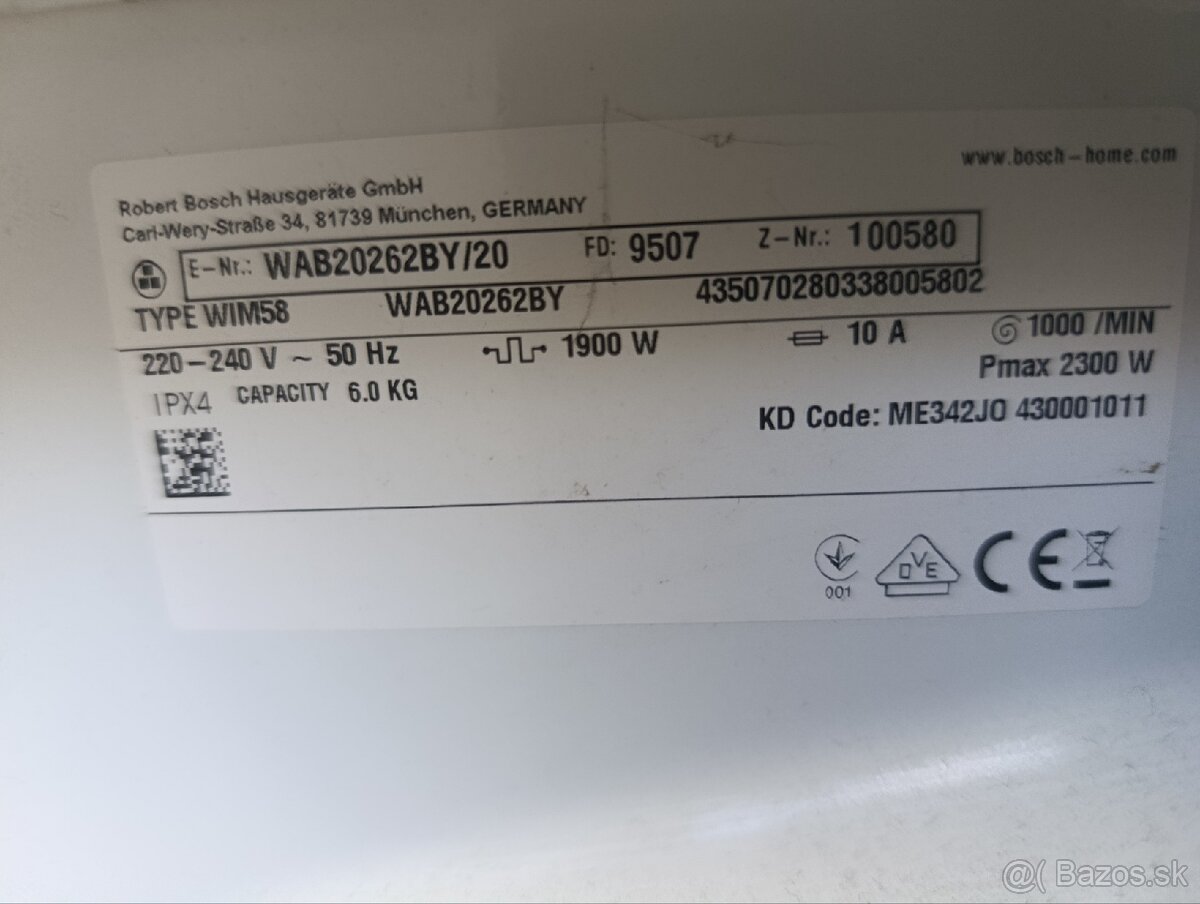 www.bosch-home.com
Robert Bosch Hausgeräte GmbH
Carl-Wery-Straße 34, 81739 München, GERMANY
E-Nr.: WAB20262BY/20 FD: 9507 Z-Nr.: 100580
TYPE WIM58 WAB20262BY 435070280338005802
220-240 V ~ 50 Hz 1900 W 10 A 1000 /MIN
Pmax 2300 W
IPX4 CAPACITY 6.0 KG
KD Code: ME342JO 430001011
001 DVE CE
@( Bazos.sk